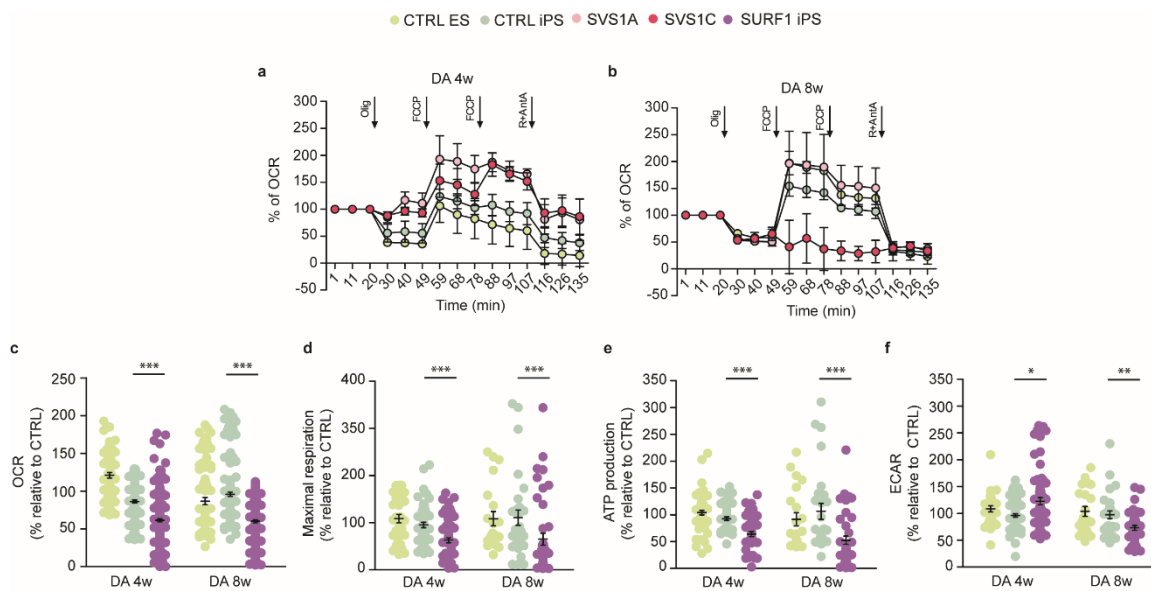 CTRL ES CTRL iPS SVS1A SVS1C SURF1 iPS
a
DA 4w
Olig
FCCP
FCCP
R+AntA
% of OCR
300
250
200
150
100
50
0
-50
1 11 20 30 40 49 59 68 78 88 97 107 116 126 135
Time (min)
b
DA 8w
Olig
FCCP
FCCP
R+AntA
% of OCR
300
250
200
150
100
50
0
-50
1 11 20 30 40 49 59 68 78 88 97 107 116 126 135
Time (min)
c
OCR
(% relative to CTRL)
250
200
150
100
50
0
*** ***
DA 4w DA 8w
d
Maximal respiration
(% relative to CTRL)
400
300
200
100
0
*** ***
DA 4w DA 8w
e
ATP production
(% relative to CTRL)
350
300
250
200
150
100
50
0
*** ***
DA 4w DA 8w
f
ECAR
(% relative to CTRL)
350
300
250
200
150
100
50
0
* **
DA 4w DA 8w